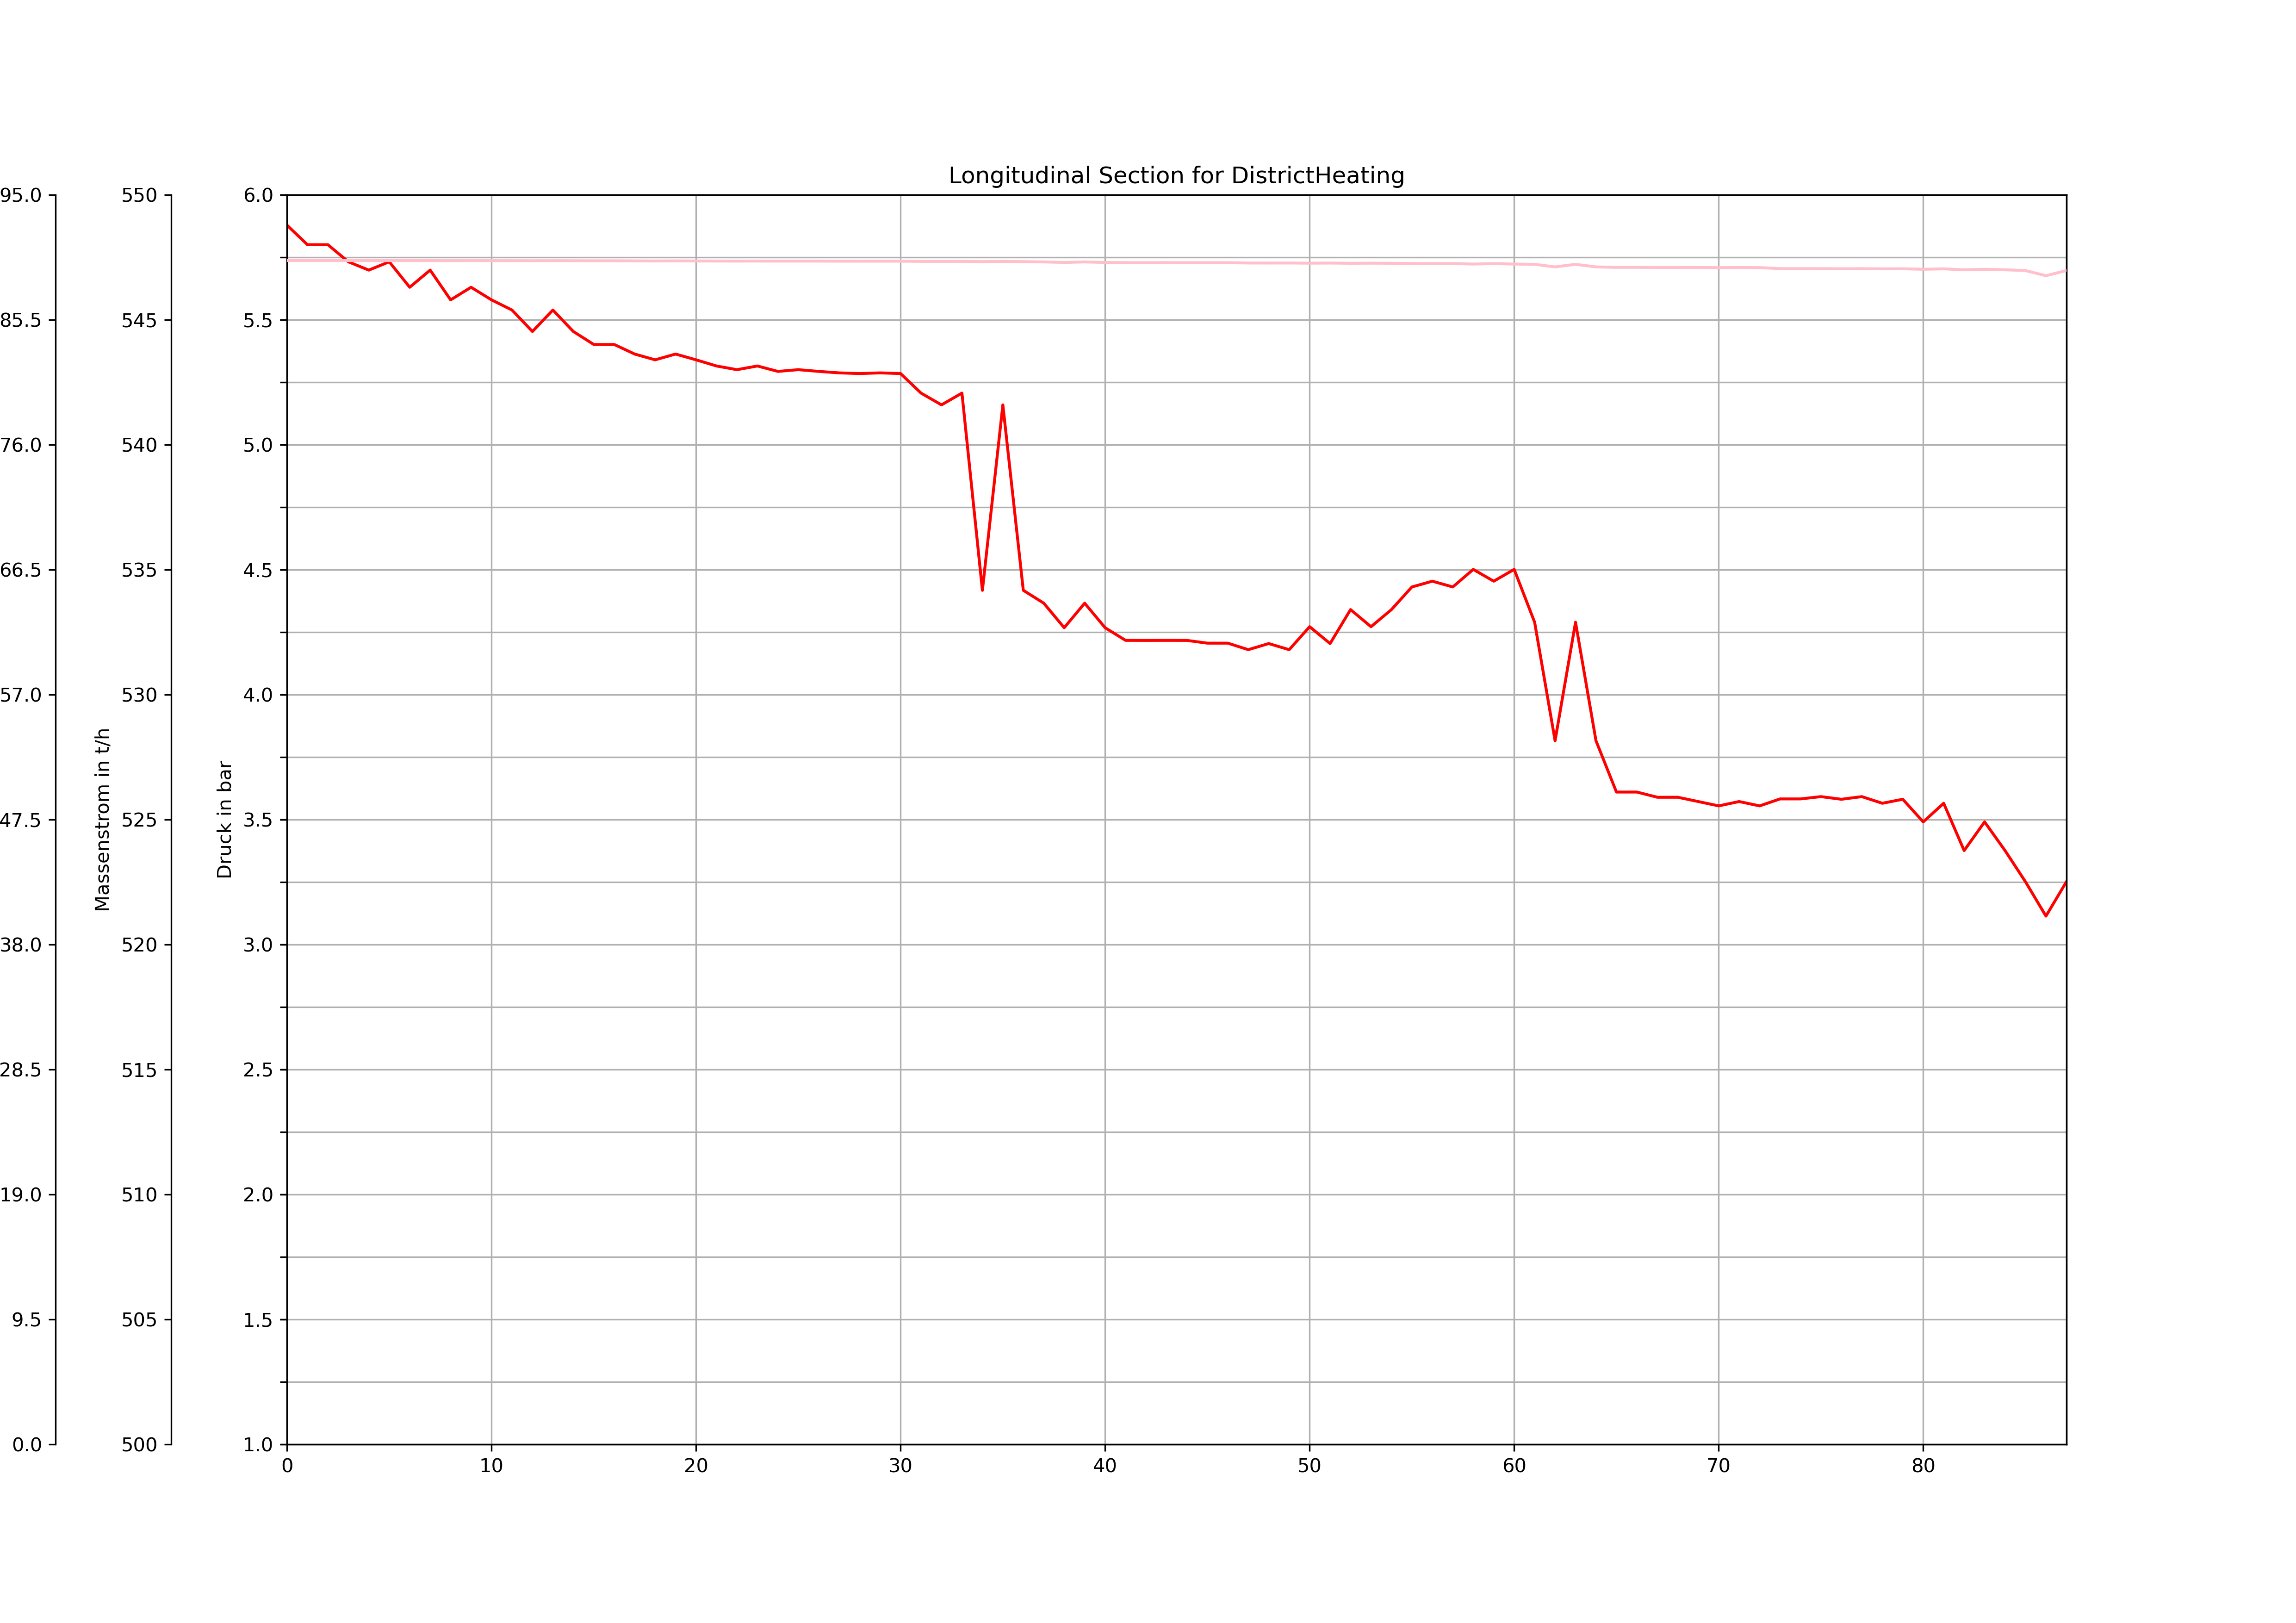 Longitudinal Section for DistrictHeating
95.0 550 6.0
85.5 545 5.5
76.0 540 5.0
66.5 535 4.5
57.0 530 4.0
Massenstrom in t/h
Druck in bar
47.5 525 3.5
38.0 520 3.0
28.5 515 2.5
19.0 510 2.0
9.5 505 1.5
0.0 500 1.0
0 10 20 30 40 50 60 70 80